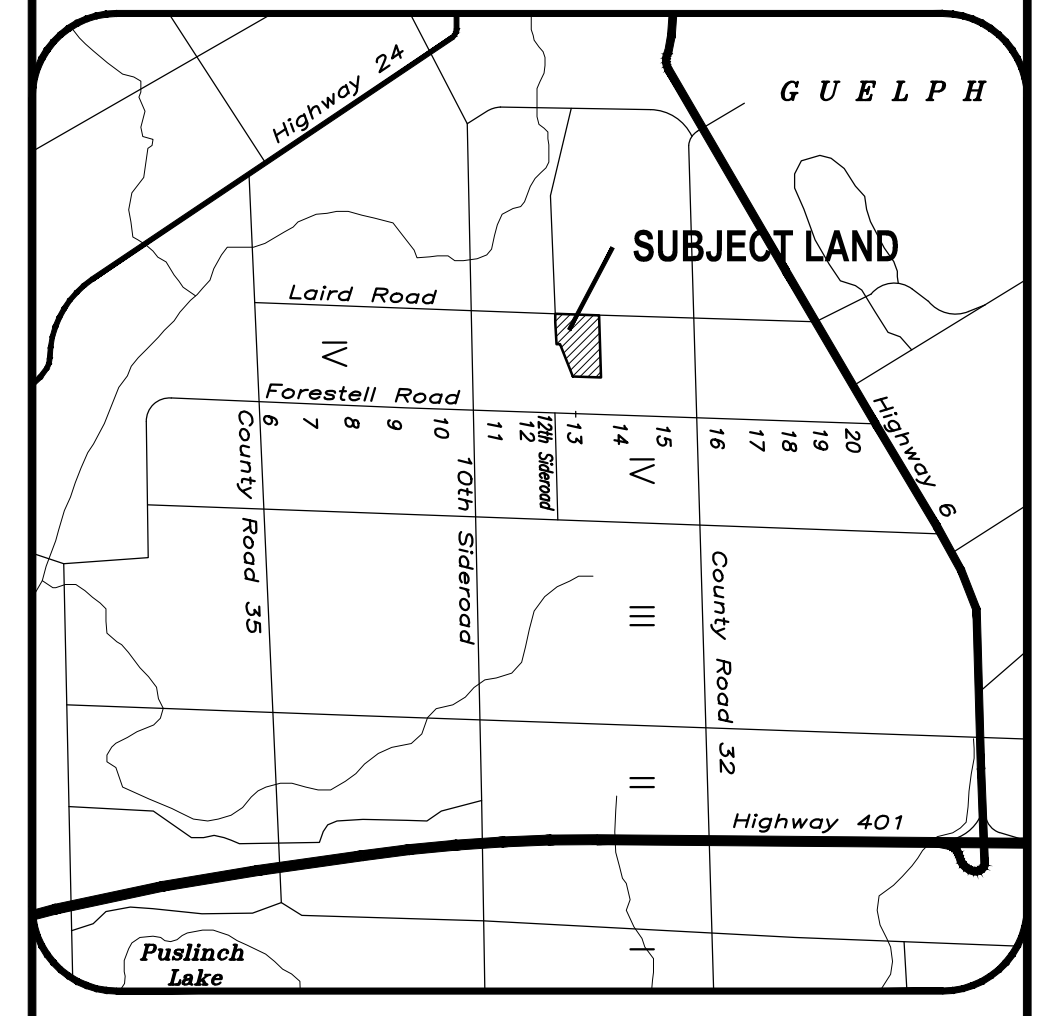 Highway 24
G U E L P H
SUBJECT LAND
Laird Road
IV
Forestell Road
Highway 6
6 7 8 9 10 11 12 13 14 15 16 17 18 19 20
12th Sideroad
County Road 35
10th Sideroad
IV
III
County Road 32
II
Highway 401
I
Puslinch
Lake